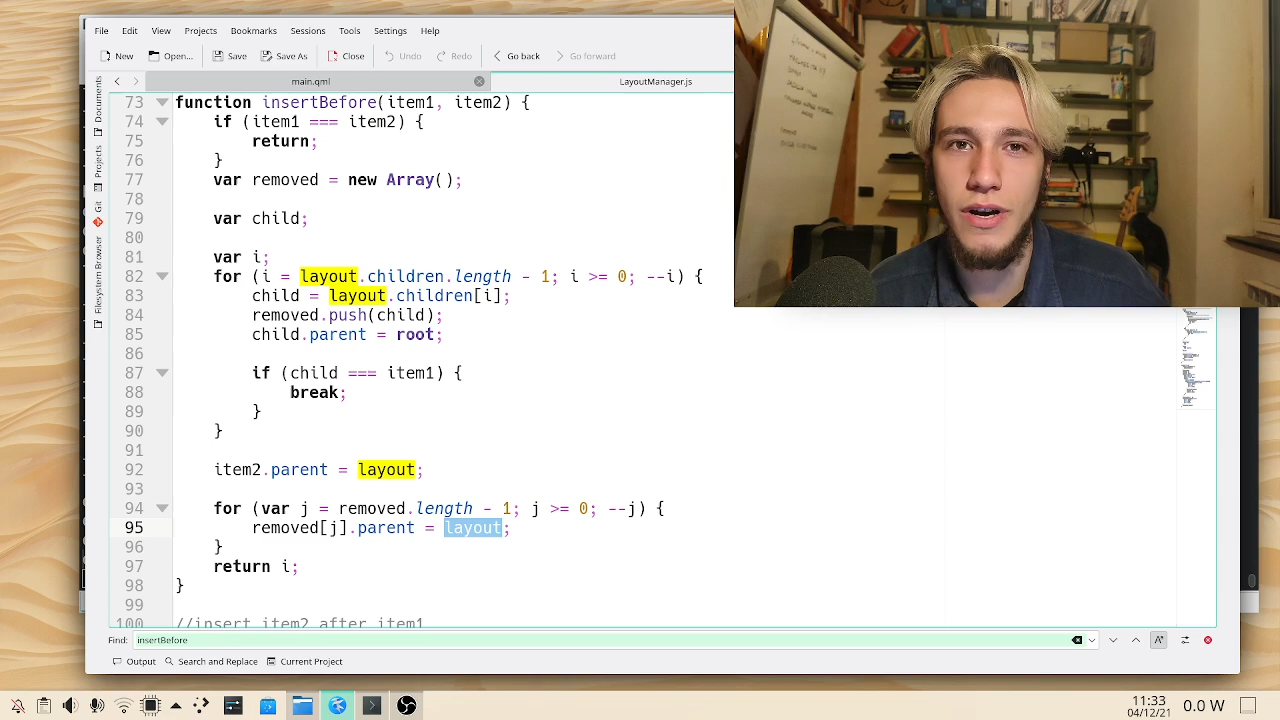 File Edit View Projects Bookmarks Sessions Tools Settings Help
New Open... Save Save As Close Undo Redo Go back Go forward
main.qml LayoutManager.js
Documents
Projects
Git
Filesystem Browser
73 function insertBefore(item1, item2) {
74 if (item1 === item2) {
75 return;
76 }
77 var removed = new Array();
78
79 var child;
80
81 var i;
82 for (i = layout.children.length - 1; i >= 0; --i) {
83 child = layout.children[i];
84 removed.push(child);
85 child.parent = root;
86
87 if (child === item1) {
88 break;
89 }
90 }
91
92 item2.parent = layout;
93
94 for (var j = removed.length - 1; j >= 0; --j) {
95 removed[j].parent = layout;
96 }
97 return i;
98 }
99
100 //insert item2 after item1
Find: insertBefore
Output Search and Replace Current Project
11:33
04/12/21
0.0 W